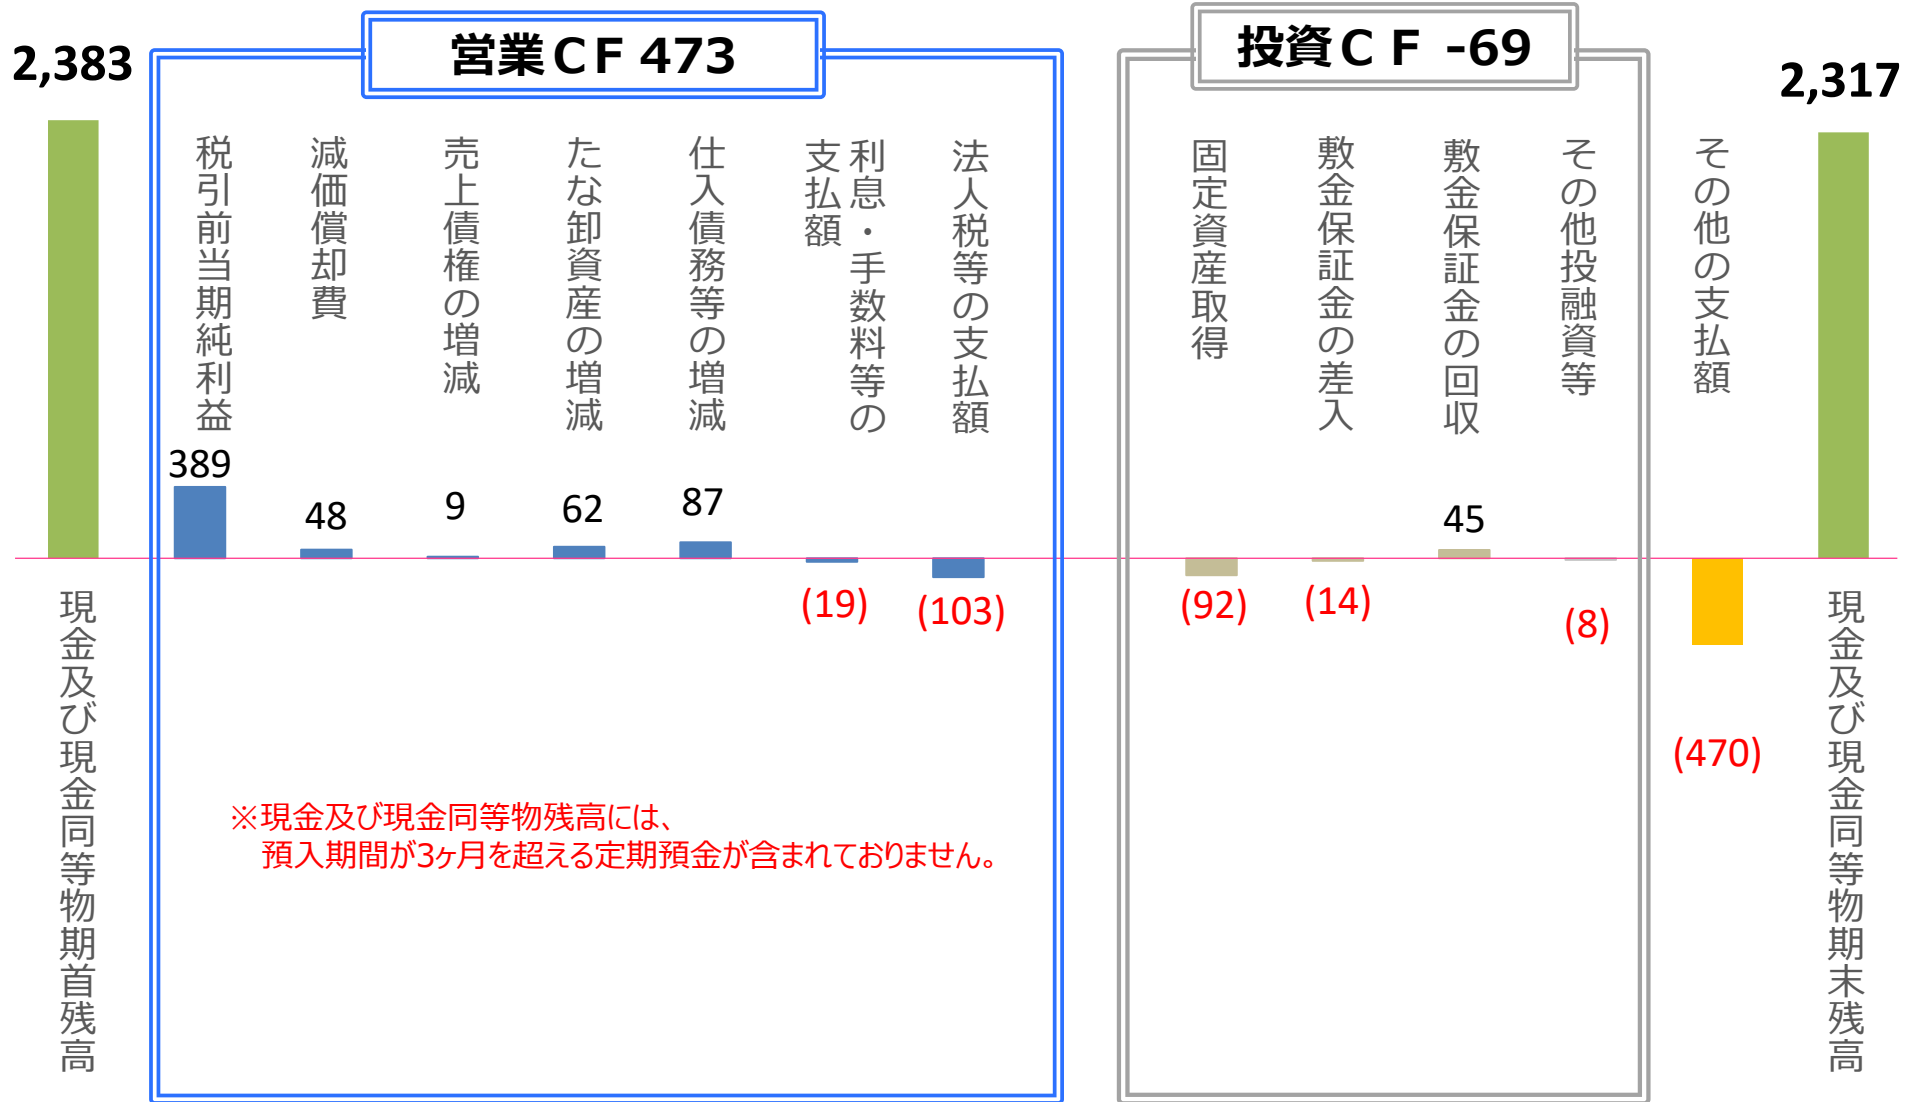 2,383
営業CF 473
投資CF -69
2,317
税引前当期純利益
減価償却費
売上債権の増減
たな卸資産の増減
仕入債務等の増減
利息・手数料等の
支払額
法人税等の支払額
固定資産取得
敷金保証金の差入
敷金保証金の回収
その他投融資等
その他の支払額
389
48
9
62
87
(19)
(103)
(92)
(14)
45
(8)
(470)
現金及び現金同等物期首残高
現金及び現金同等物期末残高
※現金及び現金同等物残高には、
預入期間が3ヶ月を超える定期預金が含まれておりません。